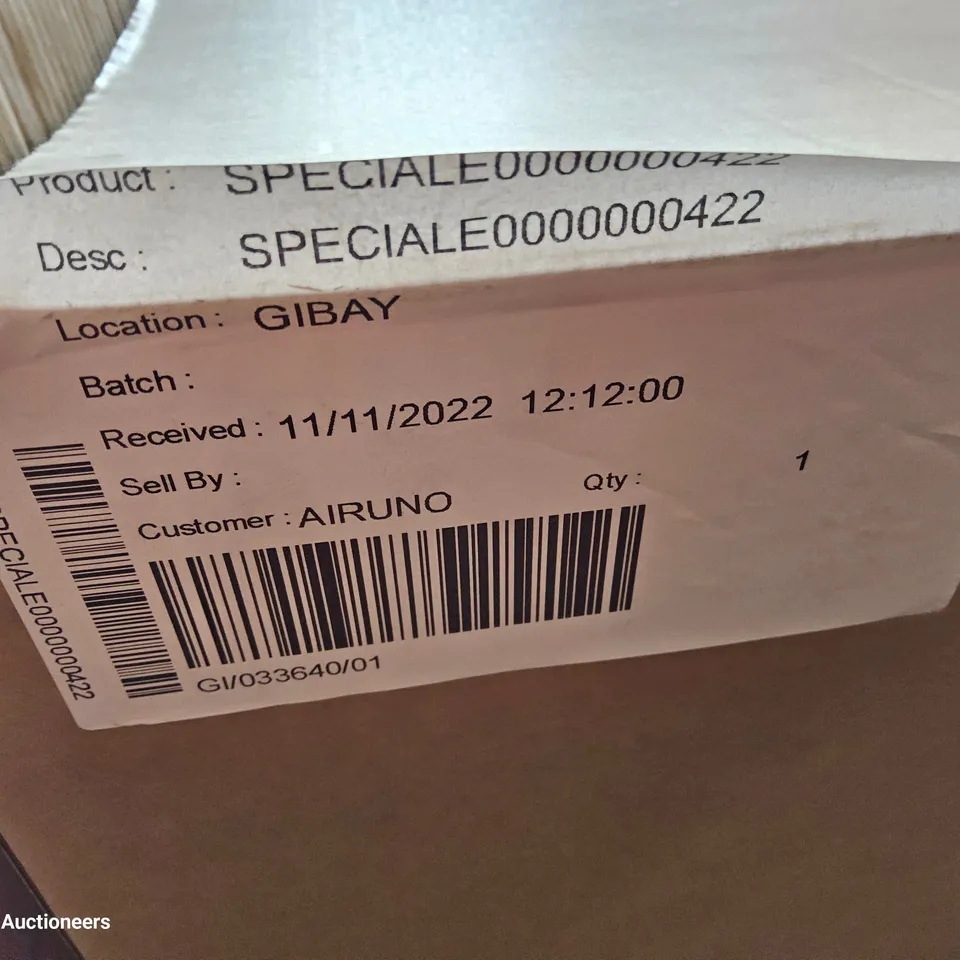 Product : SPECIALE0000000422
Desc : SPECIALE0000000422
Location : GIBAY
Batch :
Received : 11/11/2022 12:12:00
Sell By :
Qty : 1
Customer : AIRUNO
GI/033640/01
SPECIALE0000000422
Auctioneers